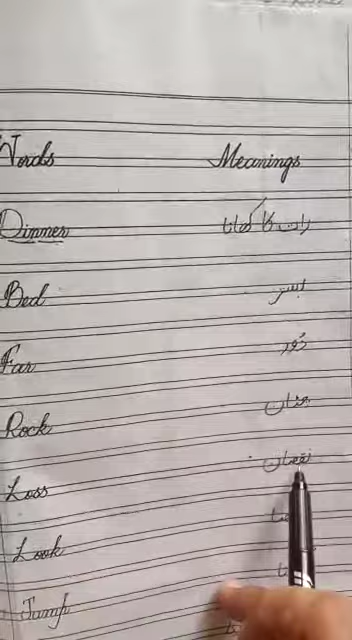 Words Meanings
Dinner رات کا کھانا
Bed بستر
Far دُور
Rock چٹان
Loss نقصان
Look
Jump